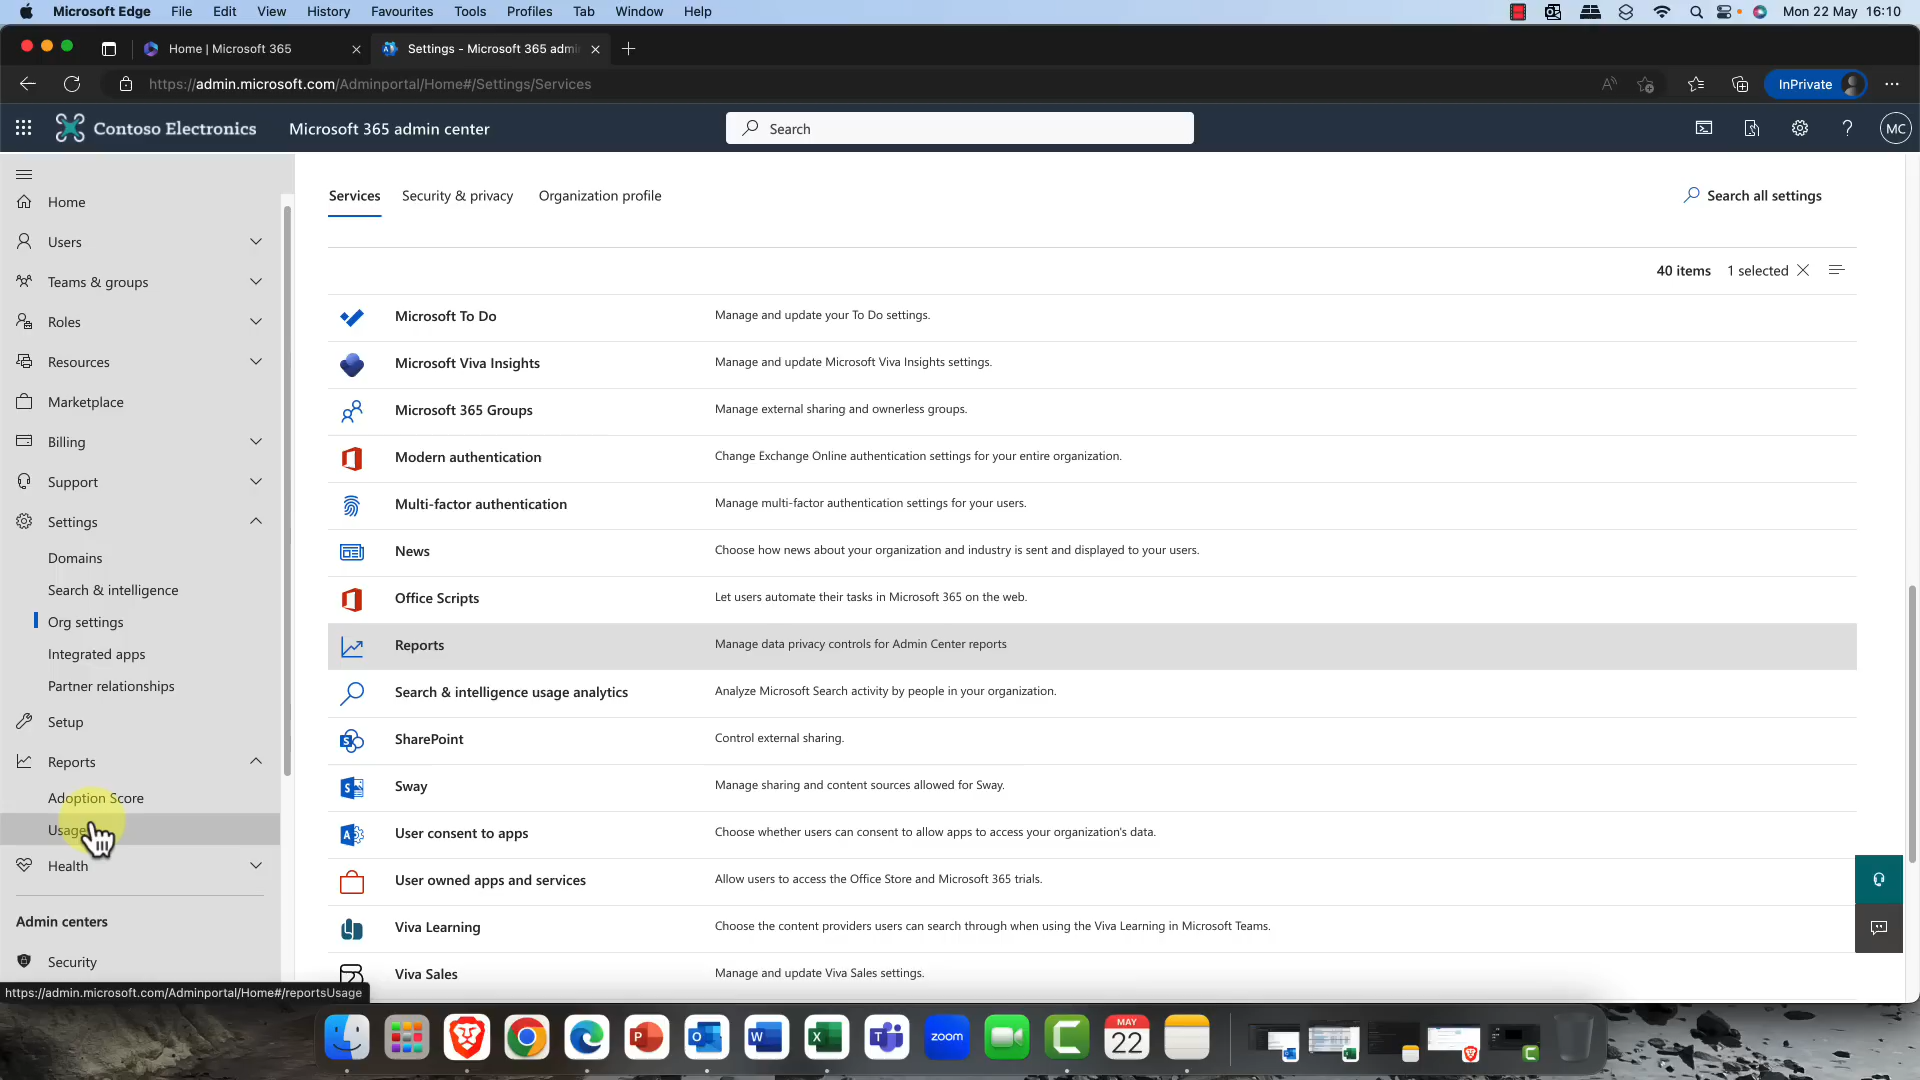 Microsoft Edge File Edit View History Favourites Tools Profiles Tab Window Help Mon 22 May 16:10
Home | Microsoft 365 Settings - Microsoft 365 admi
https://admin.microsoft.com/Adminportal/Home#/Settings/Services InPrivate
Contoso Electronics Microsoft 365 admin center Search MC
Services Security & privacy Organization profile Search all settings
40 items 1 selected
Home
Users
Teams & groups
Roles
Resources
Marketplace
Billing
Support
Settings
Domains
Search & intelligence
Org settings
Integrated apps
Partner relationships
Setup
Reports
Adoption Score
Usage
Health
Admin centers
Security
Microsoft To Do Manage and update your To Do settings.
Microsoft Viva Insights Manage and update Microsoft Viva Insights settings.
Microsoft 365 Groups Manage external sharing and ownerless groups.
Modern authentication Change Exchange Online authentication settings for your entire organization.
Multi-factor authentication Manage multi-factor authentication settings for your users.
News Choose how news about your organization and industry is sent and displayed to your users.
Office Scripts Let users automate their tasks in Microsoft 365 on the web.
Reports Manage data privacy controls for Admin Center reports
Search & intelligence usage analytics Analyze Microsoft Search activity by people in your organization.
SharePoint Control external sharing.
Sway Manage sharing and content sources allowed for Sway.
User consent to apps Choose whether users can consent to allow apps to access your organization's data.
User owned apps and services Allow users to access the Office Store and Microsoft 365 trials.
Viva Learning Choose the content providers users can search through when using the Viva Learning in Microsoft Teams.
Viva Sales Manage and update Viva Sales settings.
https://admin.microsoft.com/Adminportal/Home#/reportsUsage
zoom MAY
22